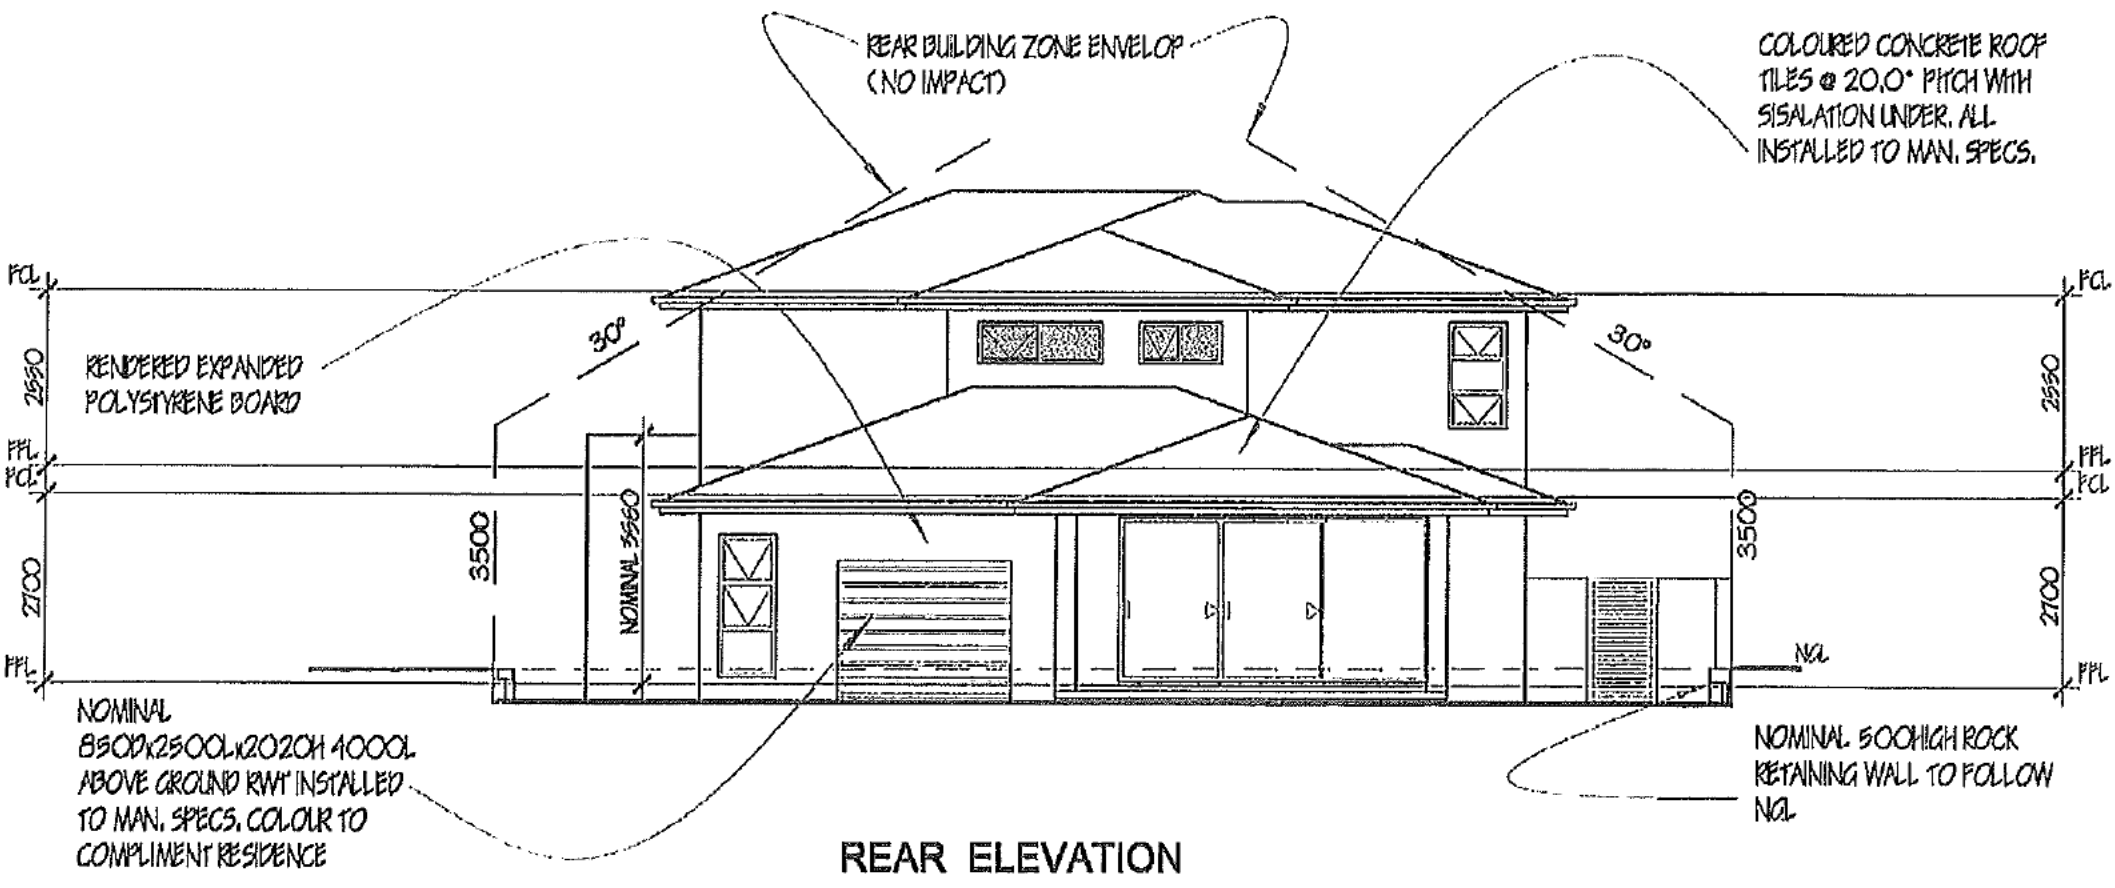 REAR BUILDING ZONE ENVELOP
(NO IMPACT)
COLOURED CONCRETE ROOF
TILES @ 20.0° PITCH WITH
SISALATION UNDER. ALL
INSTALLED TO MAN. SPECS.
FCL
FCL
30°
30°
RENDERED EXPANDED
POLYSTYRENE BOARD
2550
2550
FFL
FCL
FFL
FCL
3500
NOMINAL 3560
3500
2700
2700
FFL
NGL
FFL
NOMINAL
850Dx2500Lx2020H 4000L
ABOVE GROUND RWT INSTALLED
TO MAN. SPECS. COLOUR TO
COMPLIMENT RESIDENCE
NOMINAL 500HIGH ROCK
RETAINING WALL TO FOLLOW
NGL
REAR ELEVATION